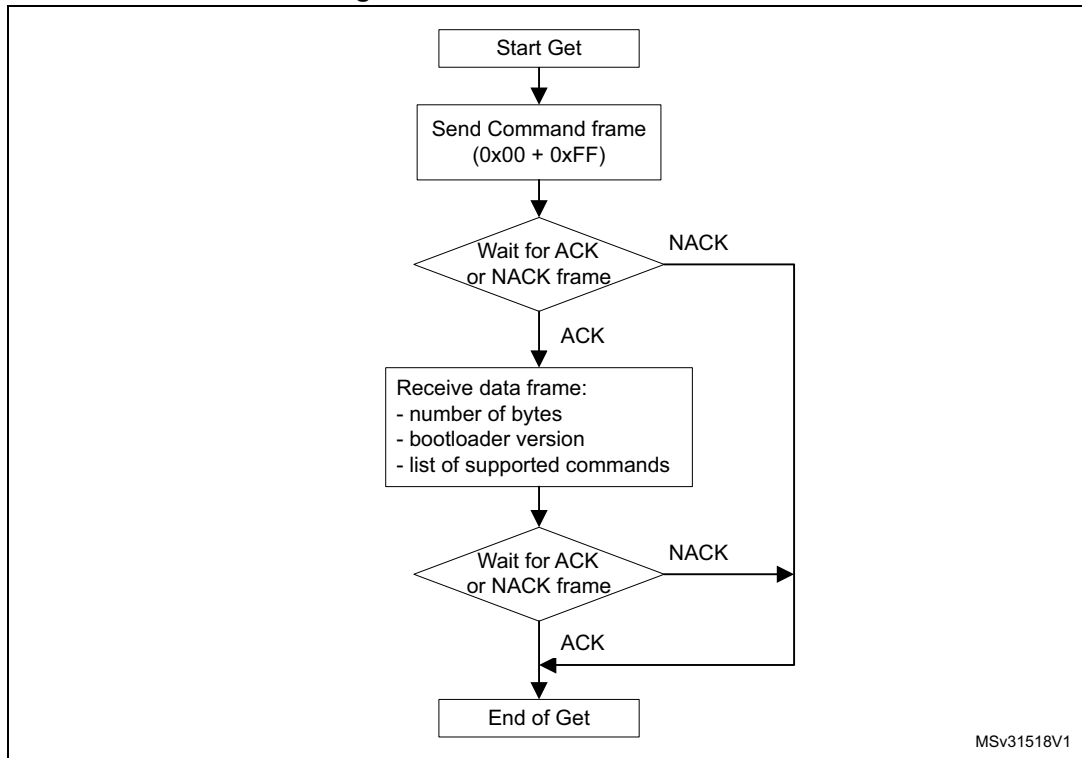 Start Get
Send Command frame
(0x00 + 0xFF)
Wait for ACK
or NACK frame
NACK
ACK
Receive data frame:
- number of bytes
- bootloader version
- list of supported commands
Wait for ACK
or NACK frame
NACK
ACK
End of Get
MSv31518V1